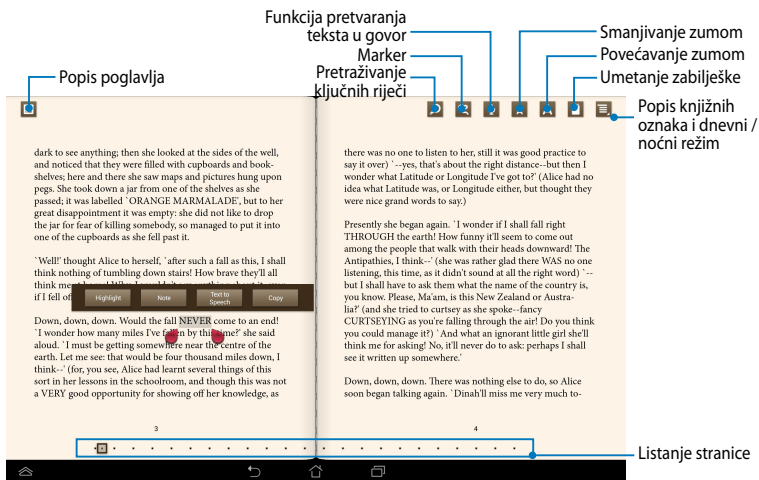 Funkcija pretvaranja
teksta u govor
Marker
Pretraživanje
ključnih riječi
Smanjivanje zumom
Povećavanje zumom
Umetanje zabilješke
Popis knjižnih
oznaka i dnevni /
noćni režim
Popis poglavlja
dark to see anything; then she looked at the sides of the well,
and noticed that they were filled with cupboards and book-
shelves; here and there she saw maps and pictures hung upon
pegs. She took down a jar from one of the shelves as she
passed; it was labelled `ORANGE MARMALADE', but to her
great disappointment it was empty: she did not like to drop
the jar for fear of killing somebody, so managed to put it into
one of the cupboards as she fell past it.
`Well!' thought Alice to herself, `after such a fall as this, I shall
think nothing of tumbling down stairs! How brave they'll all
think
if I fell off
Highlight
Note
Text to
Speech
Copy
Down, down, down. Would the fall NEVER come to an end!
`I wonder how many miles I've fallen by this time?' she said
aloud. `I must be getting somewhere near the centre of the
earth. Let me see: that would be four thousand miles down, I
think--' (for, you see, Alice had learnt several things of this
sort in her lessons in the schoolroom, and though this was not
a VERY good opportunity for showing off her knowledge, as
3
there was no one to listen to her, still it was good practice to
say it over) `--yes, that's about the right distance--but then I
wonder what Latitude or Longitude I've got to?' (Alice had no
idea what Latitude was, or Longitude either, but thought they
were nice grand words to say.)
Presently she began again. `I wonder if I shall fall right
THROUGH the earth! How funny it'll seem to come out
among the people that walk with their heads downward! The
Antipathies, I think--' (she was rather glad there WAS no one
listening, this time, as it didn't sound at all the right word) `--
but I shall have to ask them what the name of the country is,
you know. Please, Ma'am, is this New Zealand or Austra-
lia?' (and she tried to curtsey as she spoke--fancy
CURTSEYING as you're falling through the air! Do you think
you could manage it?) `And what an ignorant little girl she'll
think me for asking! No, it'll never do to ask: perhaps I shall
see it written up somewhere.'
Down, down, down. There was nothing else to do, so Alice
soon began talking again. `Dinah'll miss me very much to-
4
Listanje stranice